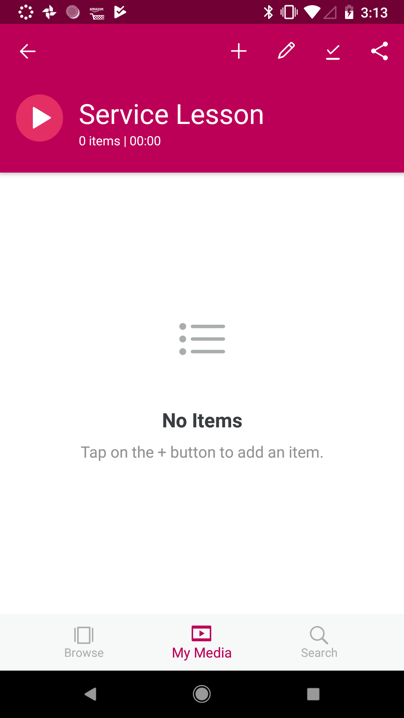 3:13
Service Lesson
0 items | 00:00
No Items
Tap on the + button to add an item.
Browse
My Media
Search